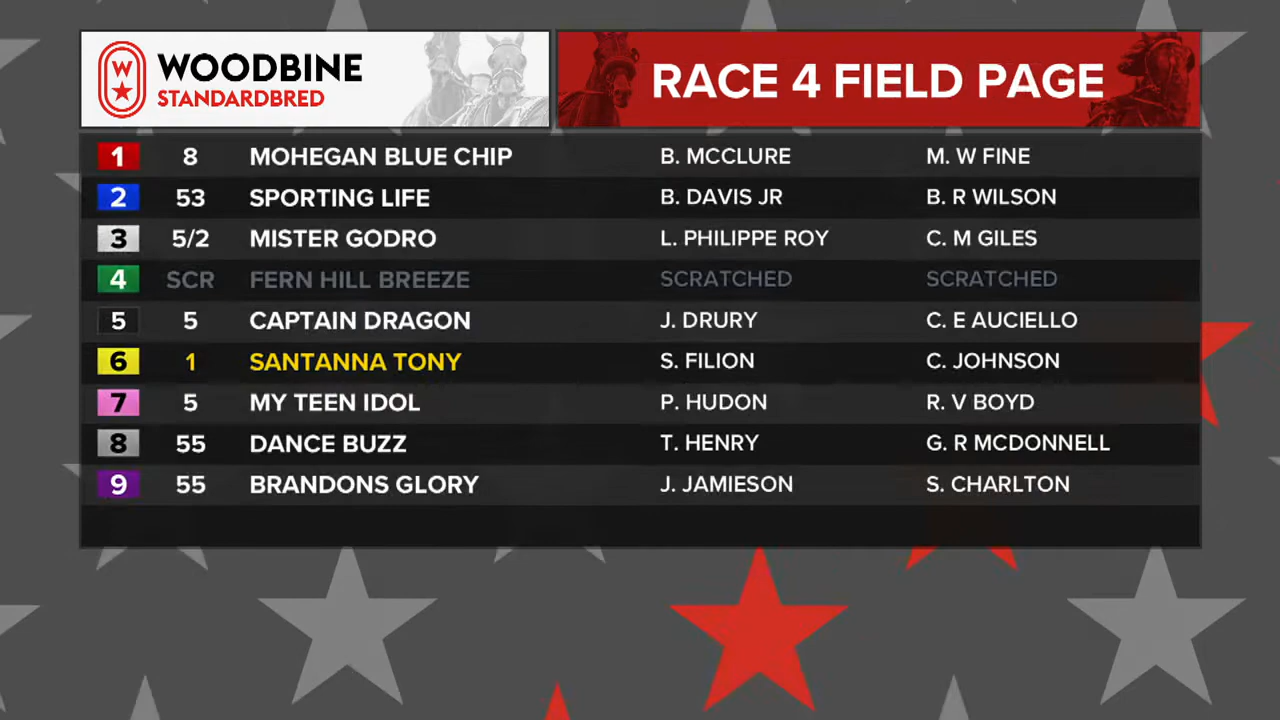 W
WOODBINE
STANDARDBRED
RACE 4 FIELD PAGE
1 8 MOHEGAN BLUE CHIP B. MCCLURE M. W FINE
2 53 SPORTING LIFE B. DAVIS JR B. R WILSON
3 5/2 MISTER GODRO L. PHILIPPE ROY C. M GILES
4 SCR FERN HILL BREEZE SCRATCHED SCRATCHED
5 5 CAPTAIN DRAGON J. DRURY C. E AUCIELLO
6 1 SANTANNA TONY S. FILION C. JOHNSON
7 5 MY TEEN IDOL P. HUDON R. V BOYD
8 55 DANCE BUZZ T. HENRY G. R MCDONNELL
9 55 BRANDONS GLORY J. JAMIESON S. CHARLTON